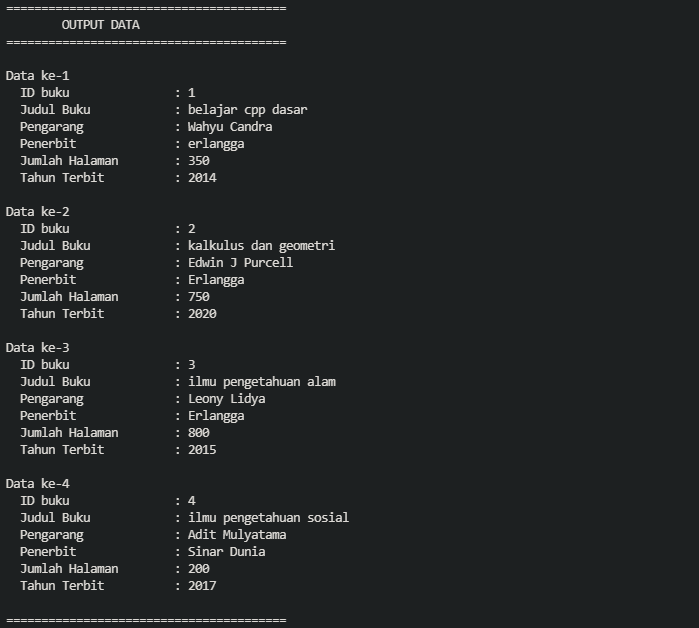 ========================================
OUTPUT DATA
========================================
Data ke-1
ID buku : 1
Judul Buku : belajar cpp dasar
Pengarang : Wahyu Candra
Penerbit : erlangga
Jumlah Halaman : 350
Tahun Terbit : 2014
Data ke-2
ID buku : 2
Judul Buku : kalkulus dan geometri
Pengarang : Edwin J Purcell
Penerbit : Erlangga
Jumlah Halaman : 750
Tahun Terbit : 2020
Data ke-3
ID buku : 3
Judul Buku : ilmu pengetahuan alam
Pengarang : Leony Lidya
Penerbit : Erlangga
Jumlah Halaman : 800
Tahun Terbit : 2015
Data ke-4
ID buku : 4
Judul Buku : ilmu pengetahuan sosial
Pengarang : Adit Mulyatama
Penerbit : Sinar Dunia
Jumlah Halaman : 200
Tahun Terbit : 2017
========================================